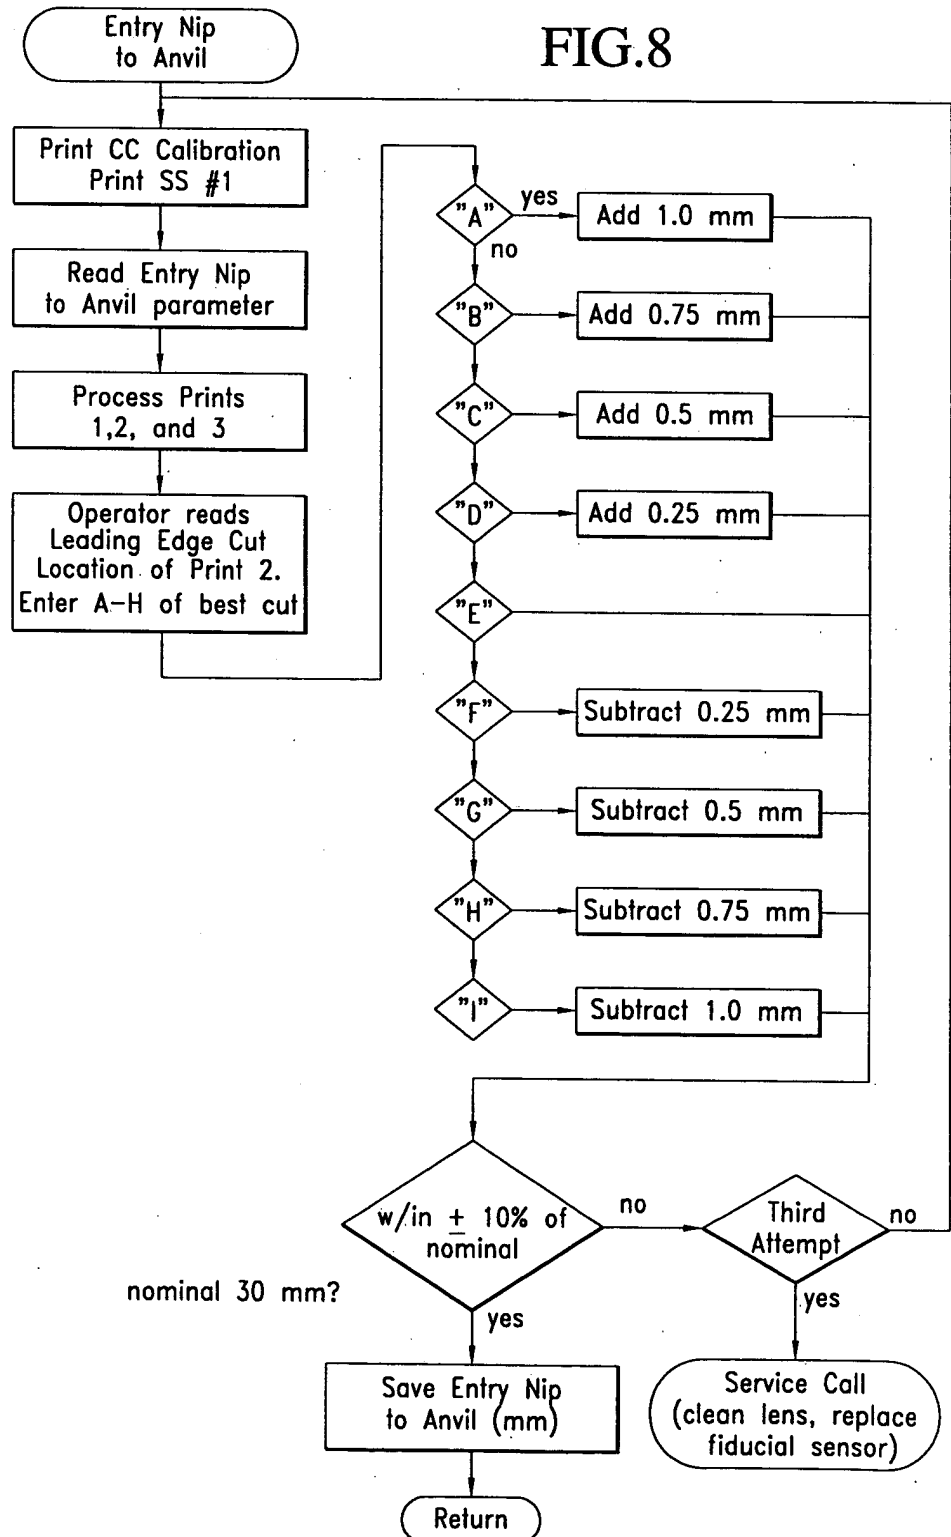 FIG.8
Entry Nip
to Anvil
Print CC Calibration
Print SS #1
Read Entry Nip
to Anvil parameter
Process Prints
1,2, and 3
Operator reads
Leading Edge Cut
Location of Print 2.
Enter A-H of best cut
"A"
yes
Add 1.0 mm
no
"B"
Add 0.75 mm
"C"
Add 0.5 mm
"D"
Add 0.25 mm
"E"
"F"
Subtract 0.25 mm
"G"
Subtract 0.5 mm
"H"
Subtract 0.75 mm
"I"
Subtract 1.0 mm
w/in ± 10% of
nominal
no
Third
Attempt
no
nominal 30 mm?
yes
yes
Save Entry Nip
to Anvil (mm)
Service Call
(clean lens, replace
fiducial sensor)
Return